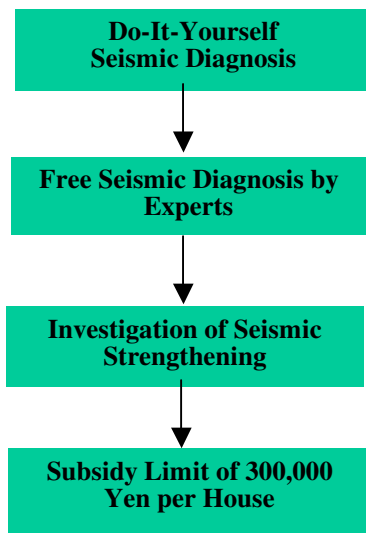 Do-It-Yourself
Seismic Diagnosis
Free Seismic Diagnosis by
Experts
Investigation of Seismic
Strengthening
Subsidy Limit of 300,000
Yen per House